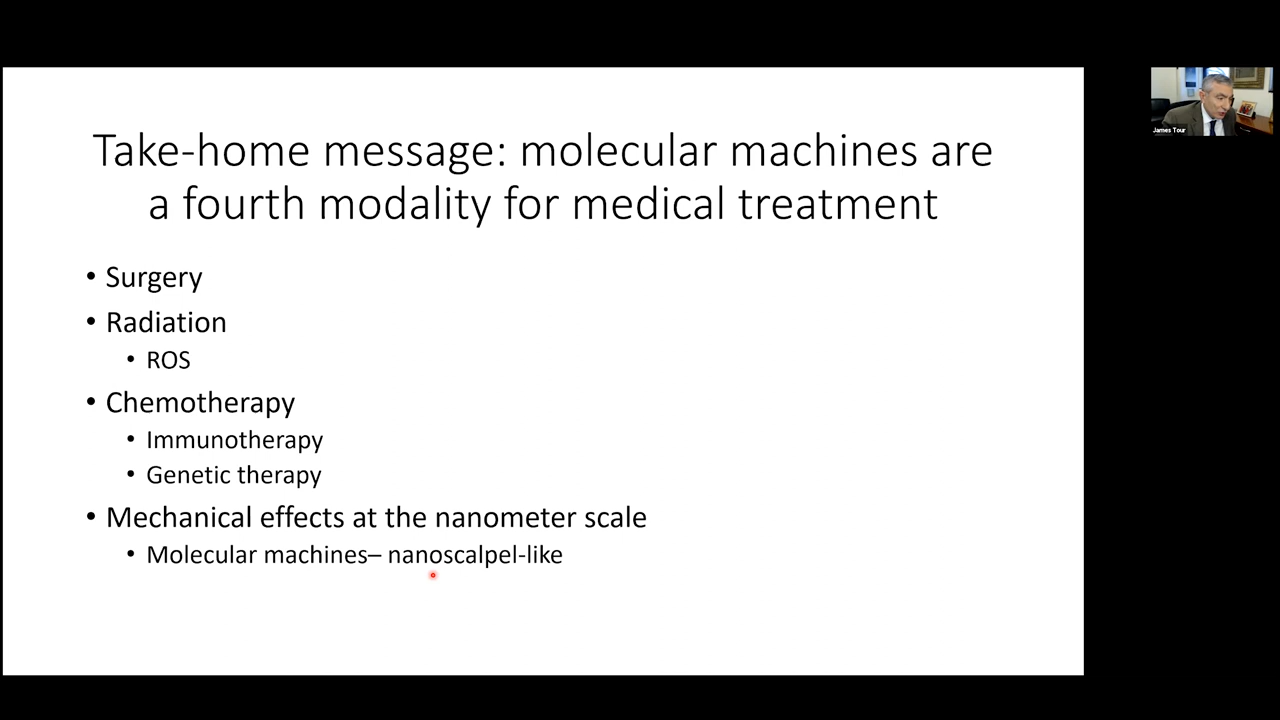 Take-home message: molecular machines are
a fourth modality for medical treatment
• Surgery
• Radiation
• ROS
• Chemotherapy
• Immunotherapy
• Genetic therapy
• Mechanical effects at the nanometer scale
• Molecular machines– nanoscalpel-like
James Tour